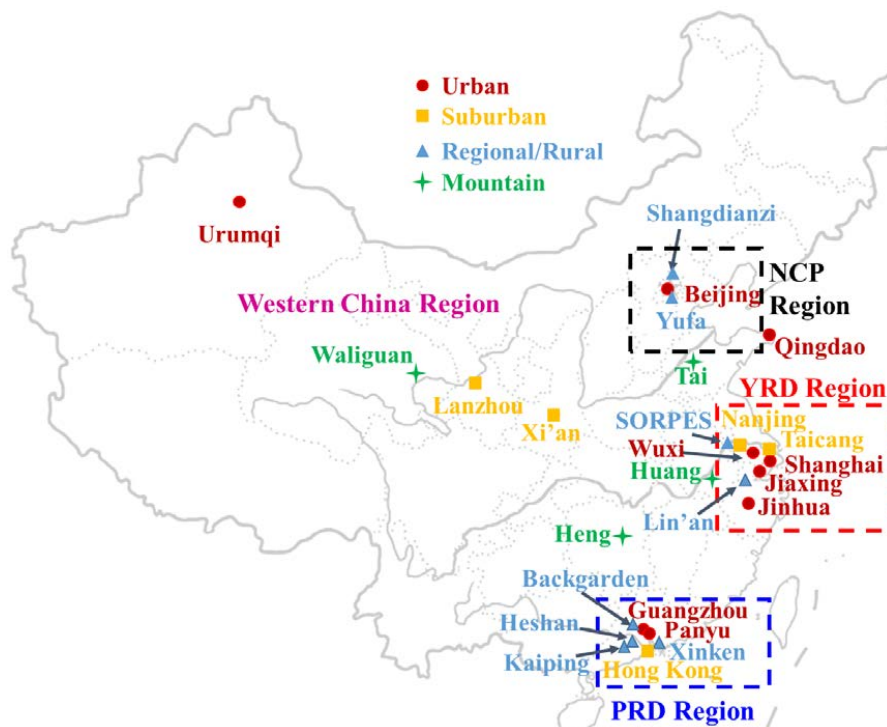 Urban
Suburban
Regional/Rural
Mountain
Shangdianzi
Urumqi
NCP
Region
Beijing
Western China Region
Yufa
Qingdao
Waliguan
Tai
YRD Region
Lanzhou
SORPES
Nanjing
Xi'an
Taicang
Wuxi
Shanghai
Huang
Jiaxing
Jinhua
Lin'an
Heng
Backgarden
Guangzhou
Heshan
Panyu
Xinken
Kaiping
Hong Kong
PRD Region